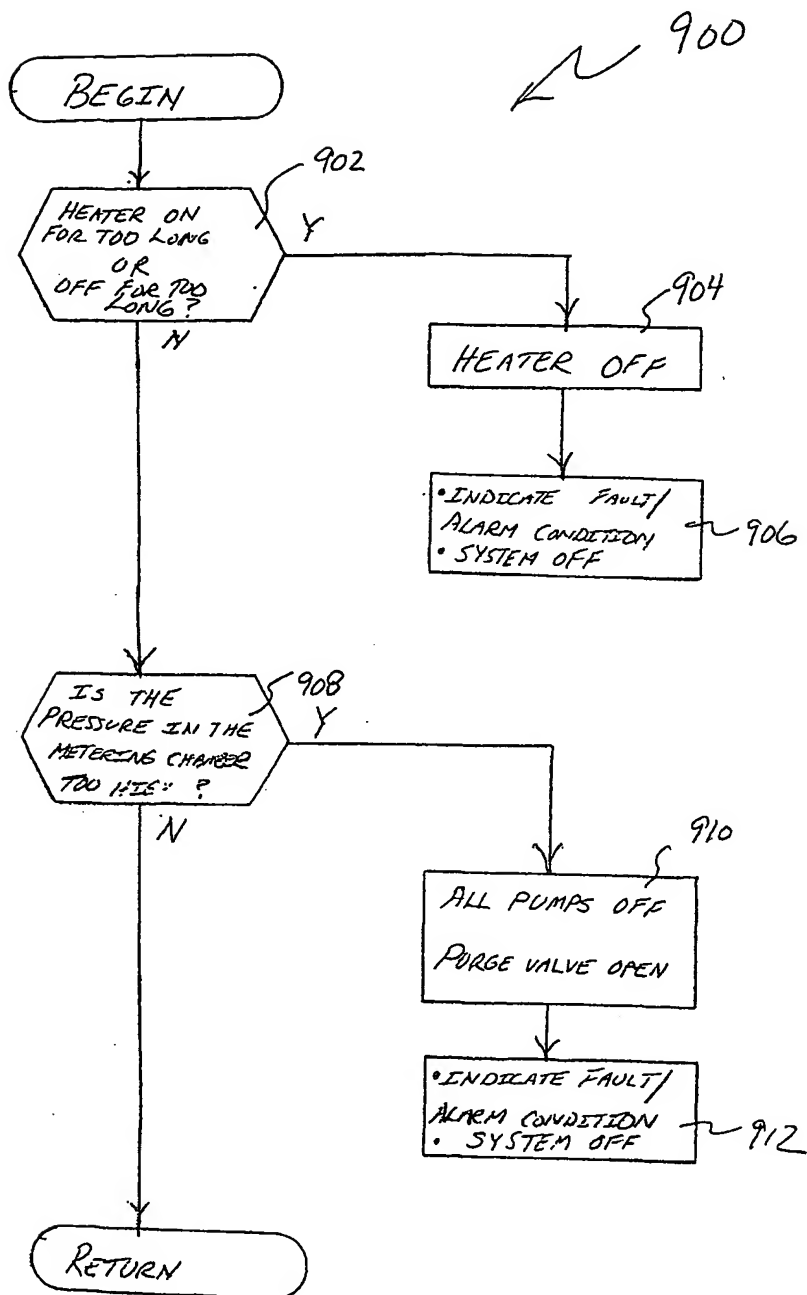 900
BEGIN
902
HEATER ON
FOR TOO LONG
OR
OFF FOR TOO
LONG?
Y
N
904
HEATER OFF
• INDICATE FAULT/
ALARM CONDITION
• SYSTEM OFF
906
908
IS THE
PRESSURE IN THE
METERING CHAMBER
TOO ?
Y
N
910
ALL PUMPS OFF
PURGE VALVE OPEN
• INDICATE FAULT/
ALARM CONDITION
• SYSTEM OFF
912
RETURN